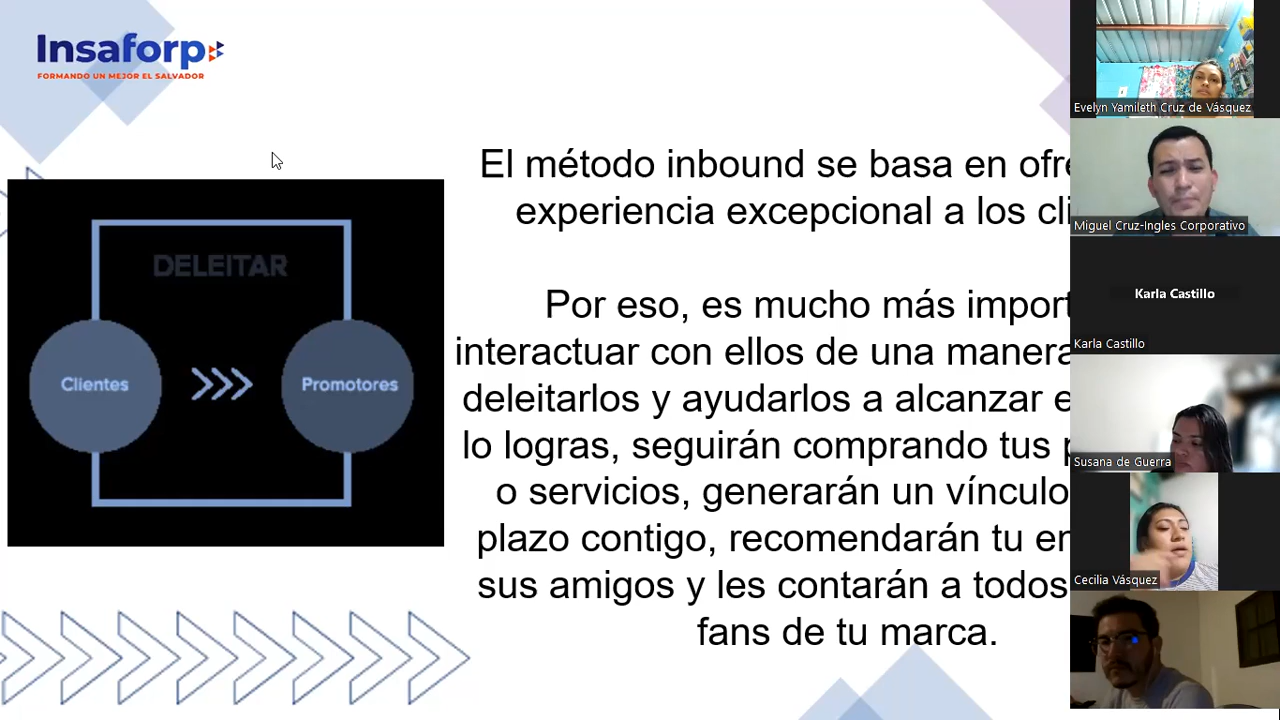 Insaforp
FORMANDO UN MEJOR EL SALVADOR
DELEITAR
Clientes
Promotores
El método inbound se basa en ofre
experiencia excepcional a los cli
Por eso, es mucho más import
interactuar con ellos de una manera
deleitarlos y ayudarlos a alcanzar e
lo logras, seguirán comprando tus p
o servicios, generarán un vínculo
plazo contigo, recomendarán tu en
sus amigos y les contarán a todos
fans de tu marca.
Evelyn Yamileth Cruz de Vásquez
Miguel Cruz-Ingles Corporativo
Karla Castillo
Karla Castillo
Susana de Guerra
Cecilia Vásquez